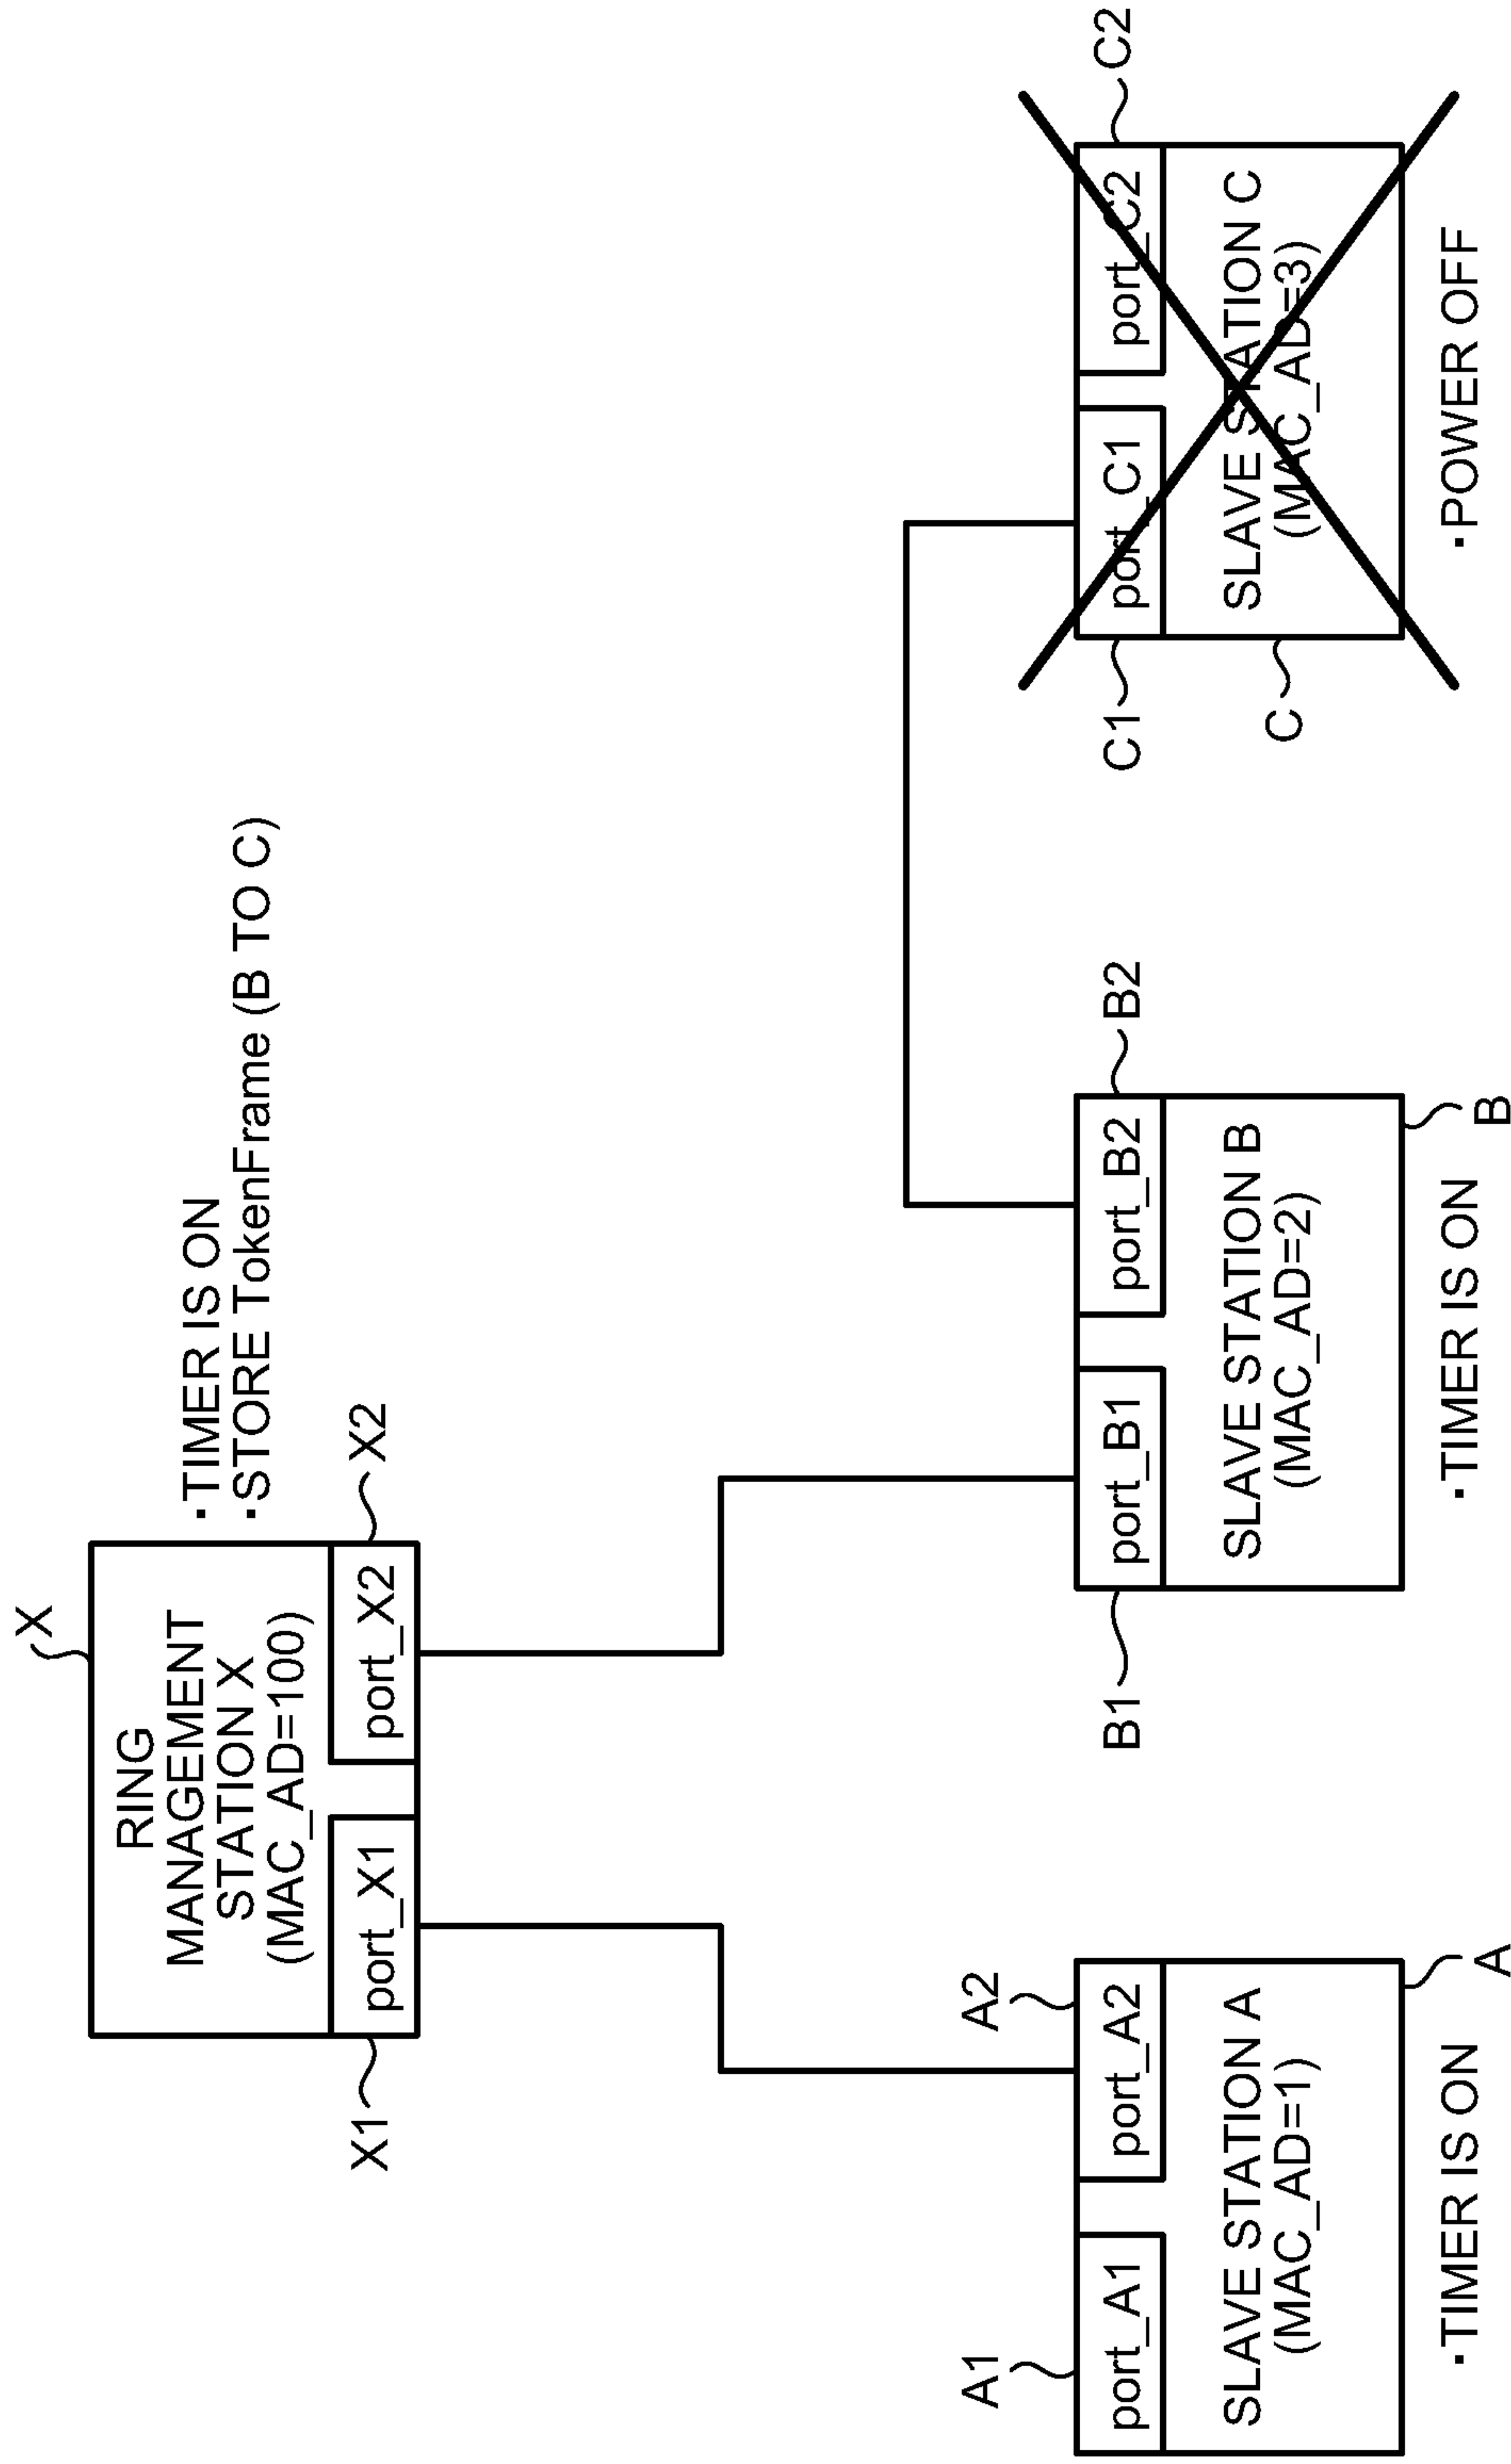 X
RING
MANAGEMENT
STATION X
(MAC_AD=100)
port_X1
port_X2
X1
X2
·TIMER IS ON
·STORE TokenFrame (B TO C)
A1
A2
port_A1
port_A2
SLAVE STATION A
(MAC_AD=1)
A
·TIMER IS ON
B1
B2
port_B1
port_B2
SLAVE STATION B
(MAC_AD=2)
B
·TIMER IS ON
C1
C2
port_C1
port_C2
SLAVE STATION C
(MAC_AD=3)
C
·POWER OFF